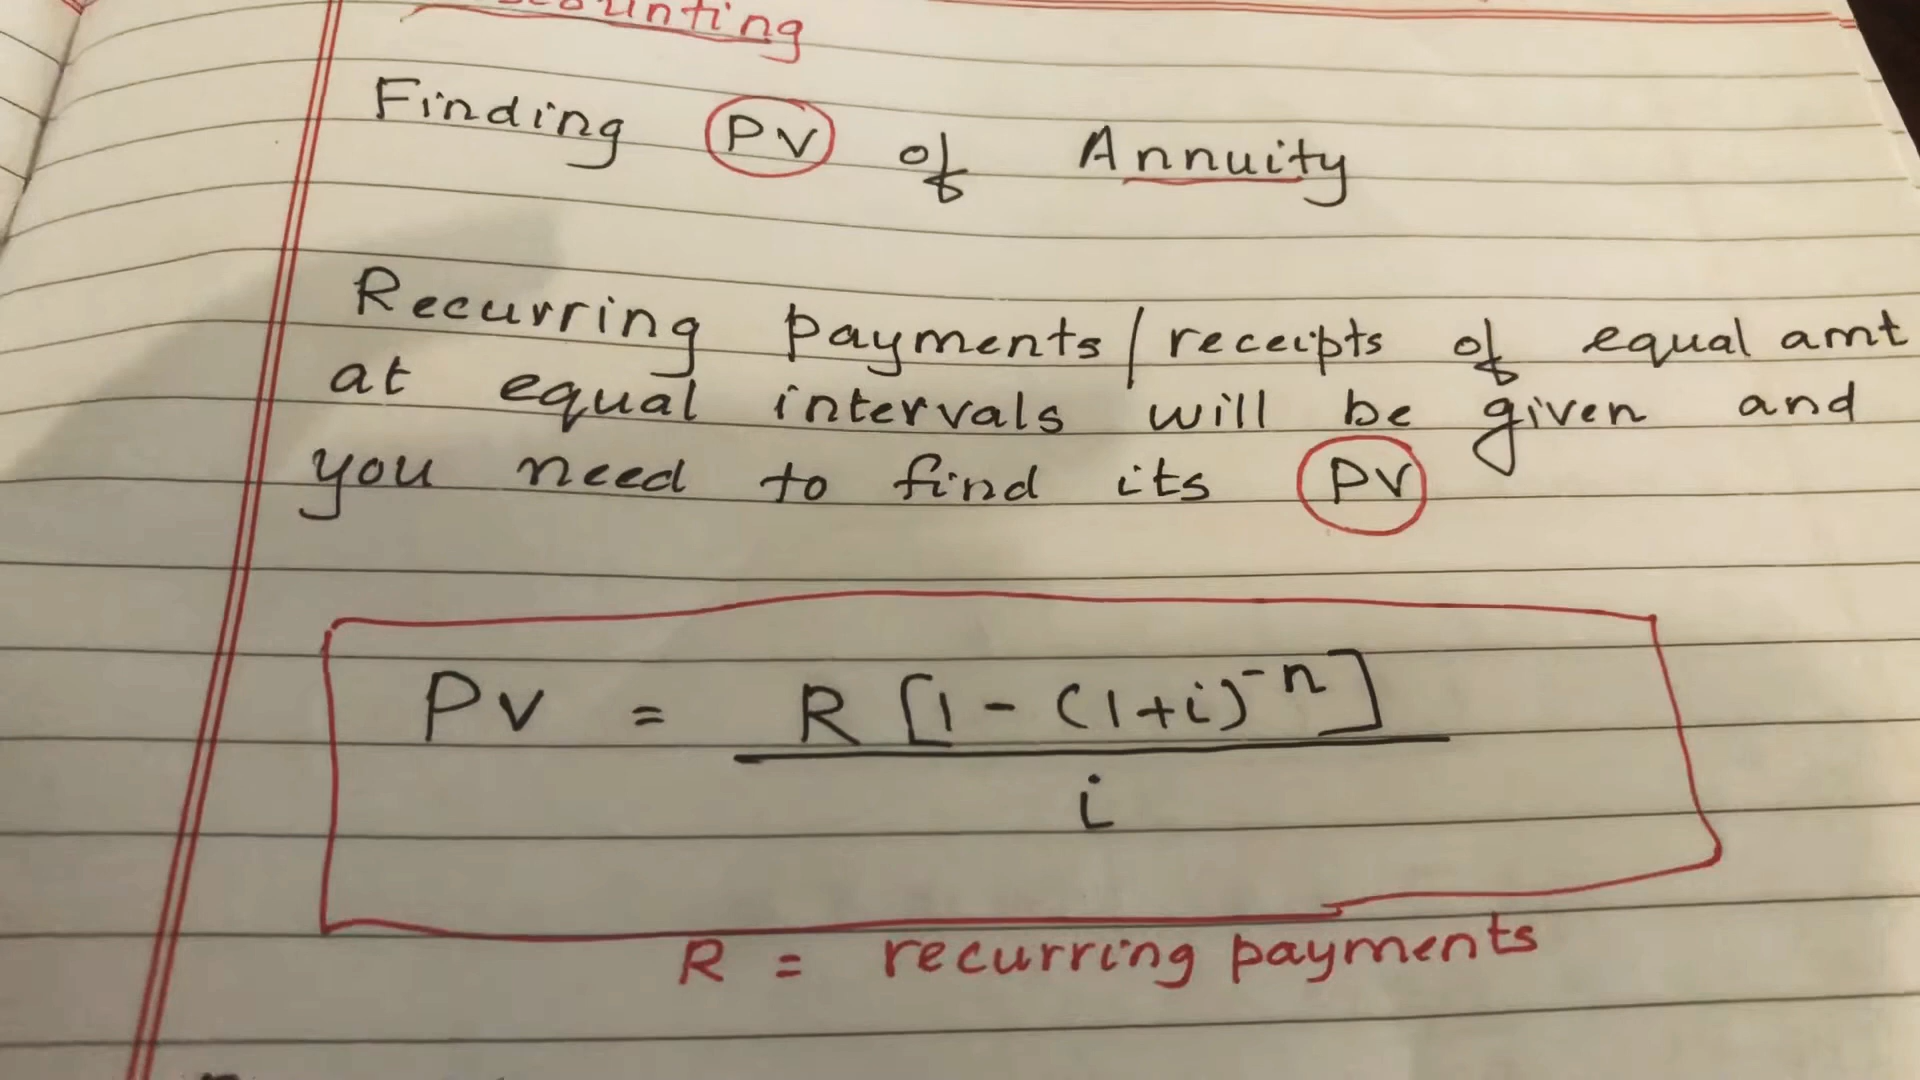 Finding PV of Annuity
Recurring payments/receipts of equal amt
at equal intervals will be given and
you need to find its PV
PV = R [1 - (1+i)⁻ⁿ]
i
R = recurring payments